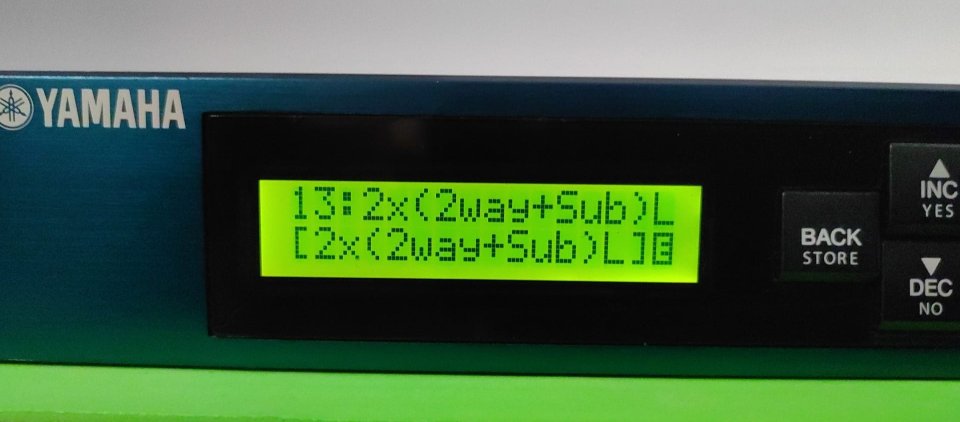 YAMAHA
13:2x(2way+Sub)L
[2x(2way+Sub)L]E
BACK
STORE
INC
YES
DEC
NO